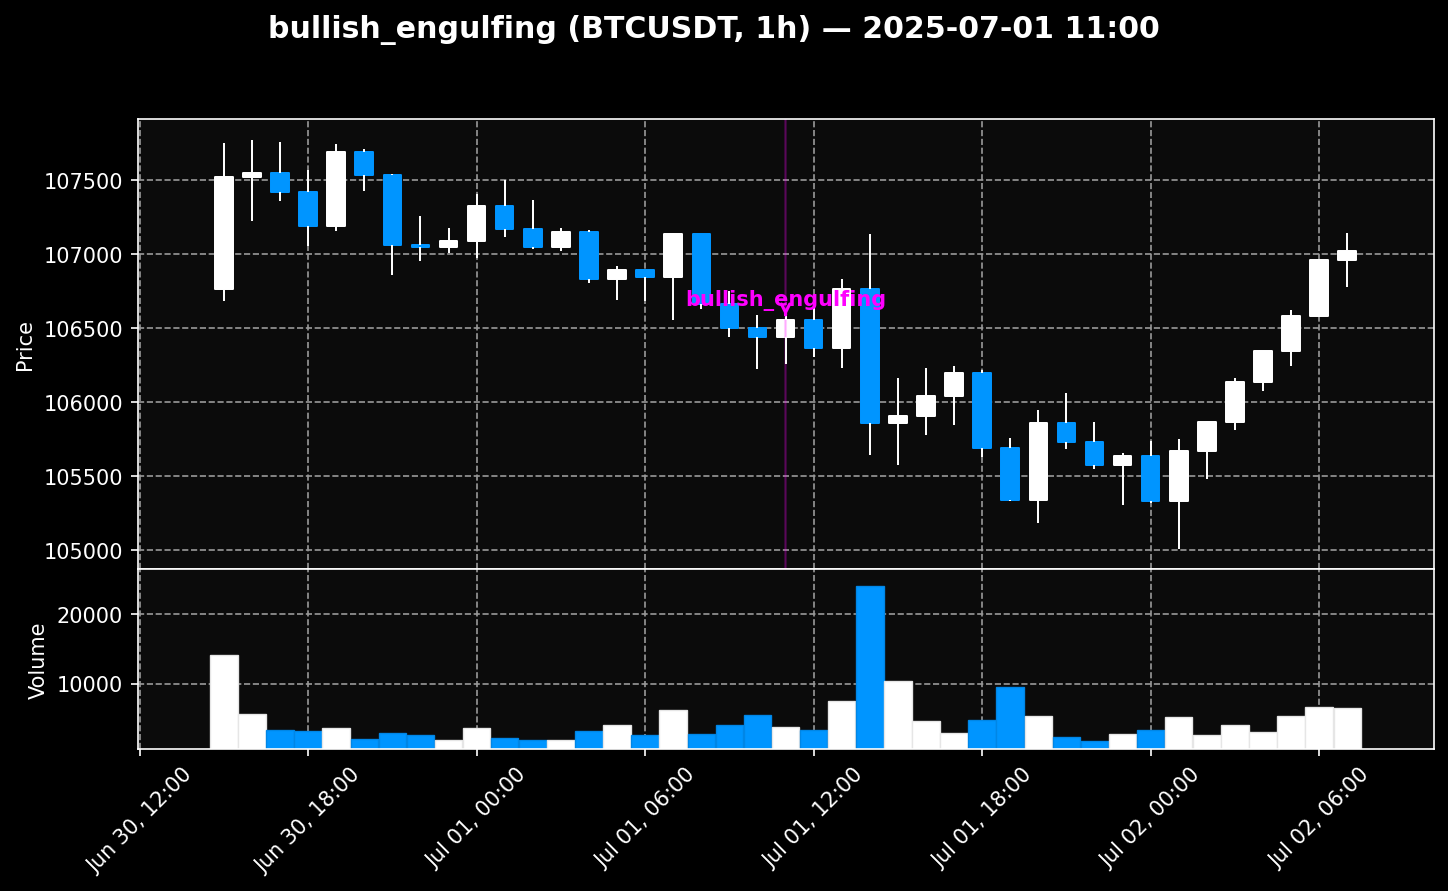 bullish_engulfing (BTCUSDT, 1h) — 2025-07-01 11:00
107500
107000
106500
106000
105500
105000
Price
bullish_engulfing
20000
10000
Volume
Jun 30, 12:00
Jun 30, 18:00
Jul 01, 00:00
Jul 01, 06:00
Jul 01, 12:00
Jul 01, 18:00
Jul 02, 00:00
Jul 02, 06:00